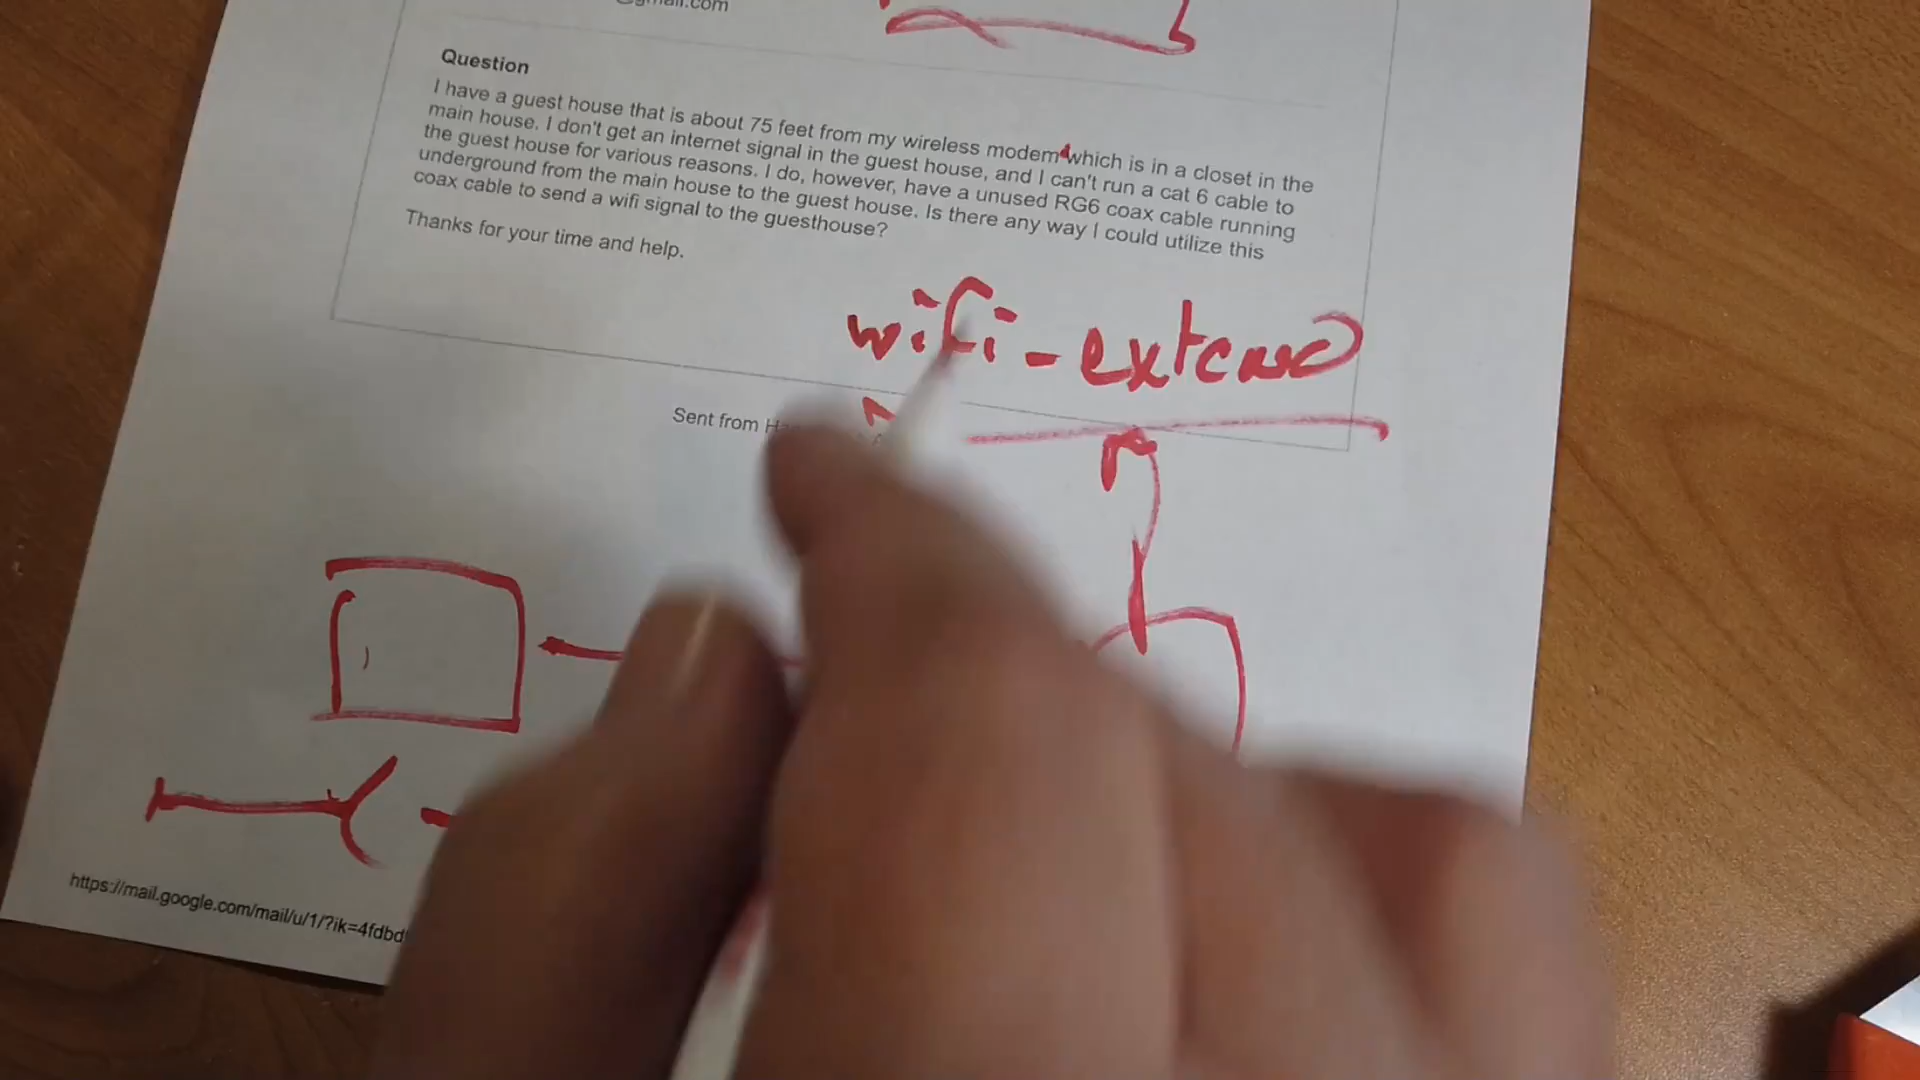 @gmail.com
Question
I have a guest house that is about 75 feet from my wireless modem which is in a closet in the
main house. I don't get an internet signal in the guest house, and I can't run a cat 6 cable to
the guest house for various reasons. I do, however, have a unused RG6 coax cable running
underground from the main house to the guest house. Is there any way I could utilize this
coax cable to send a wifi signal to the guesthouse?
Thanks for your time and help.
wifi-extend
Sent from
https://mail.google.com/mail/u/1/?ik=4fdbd